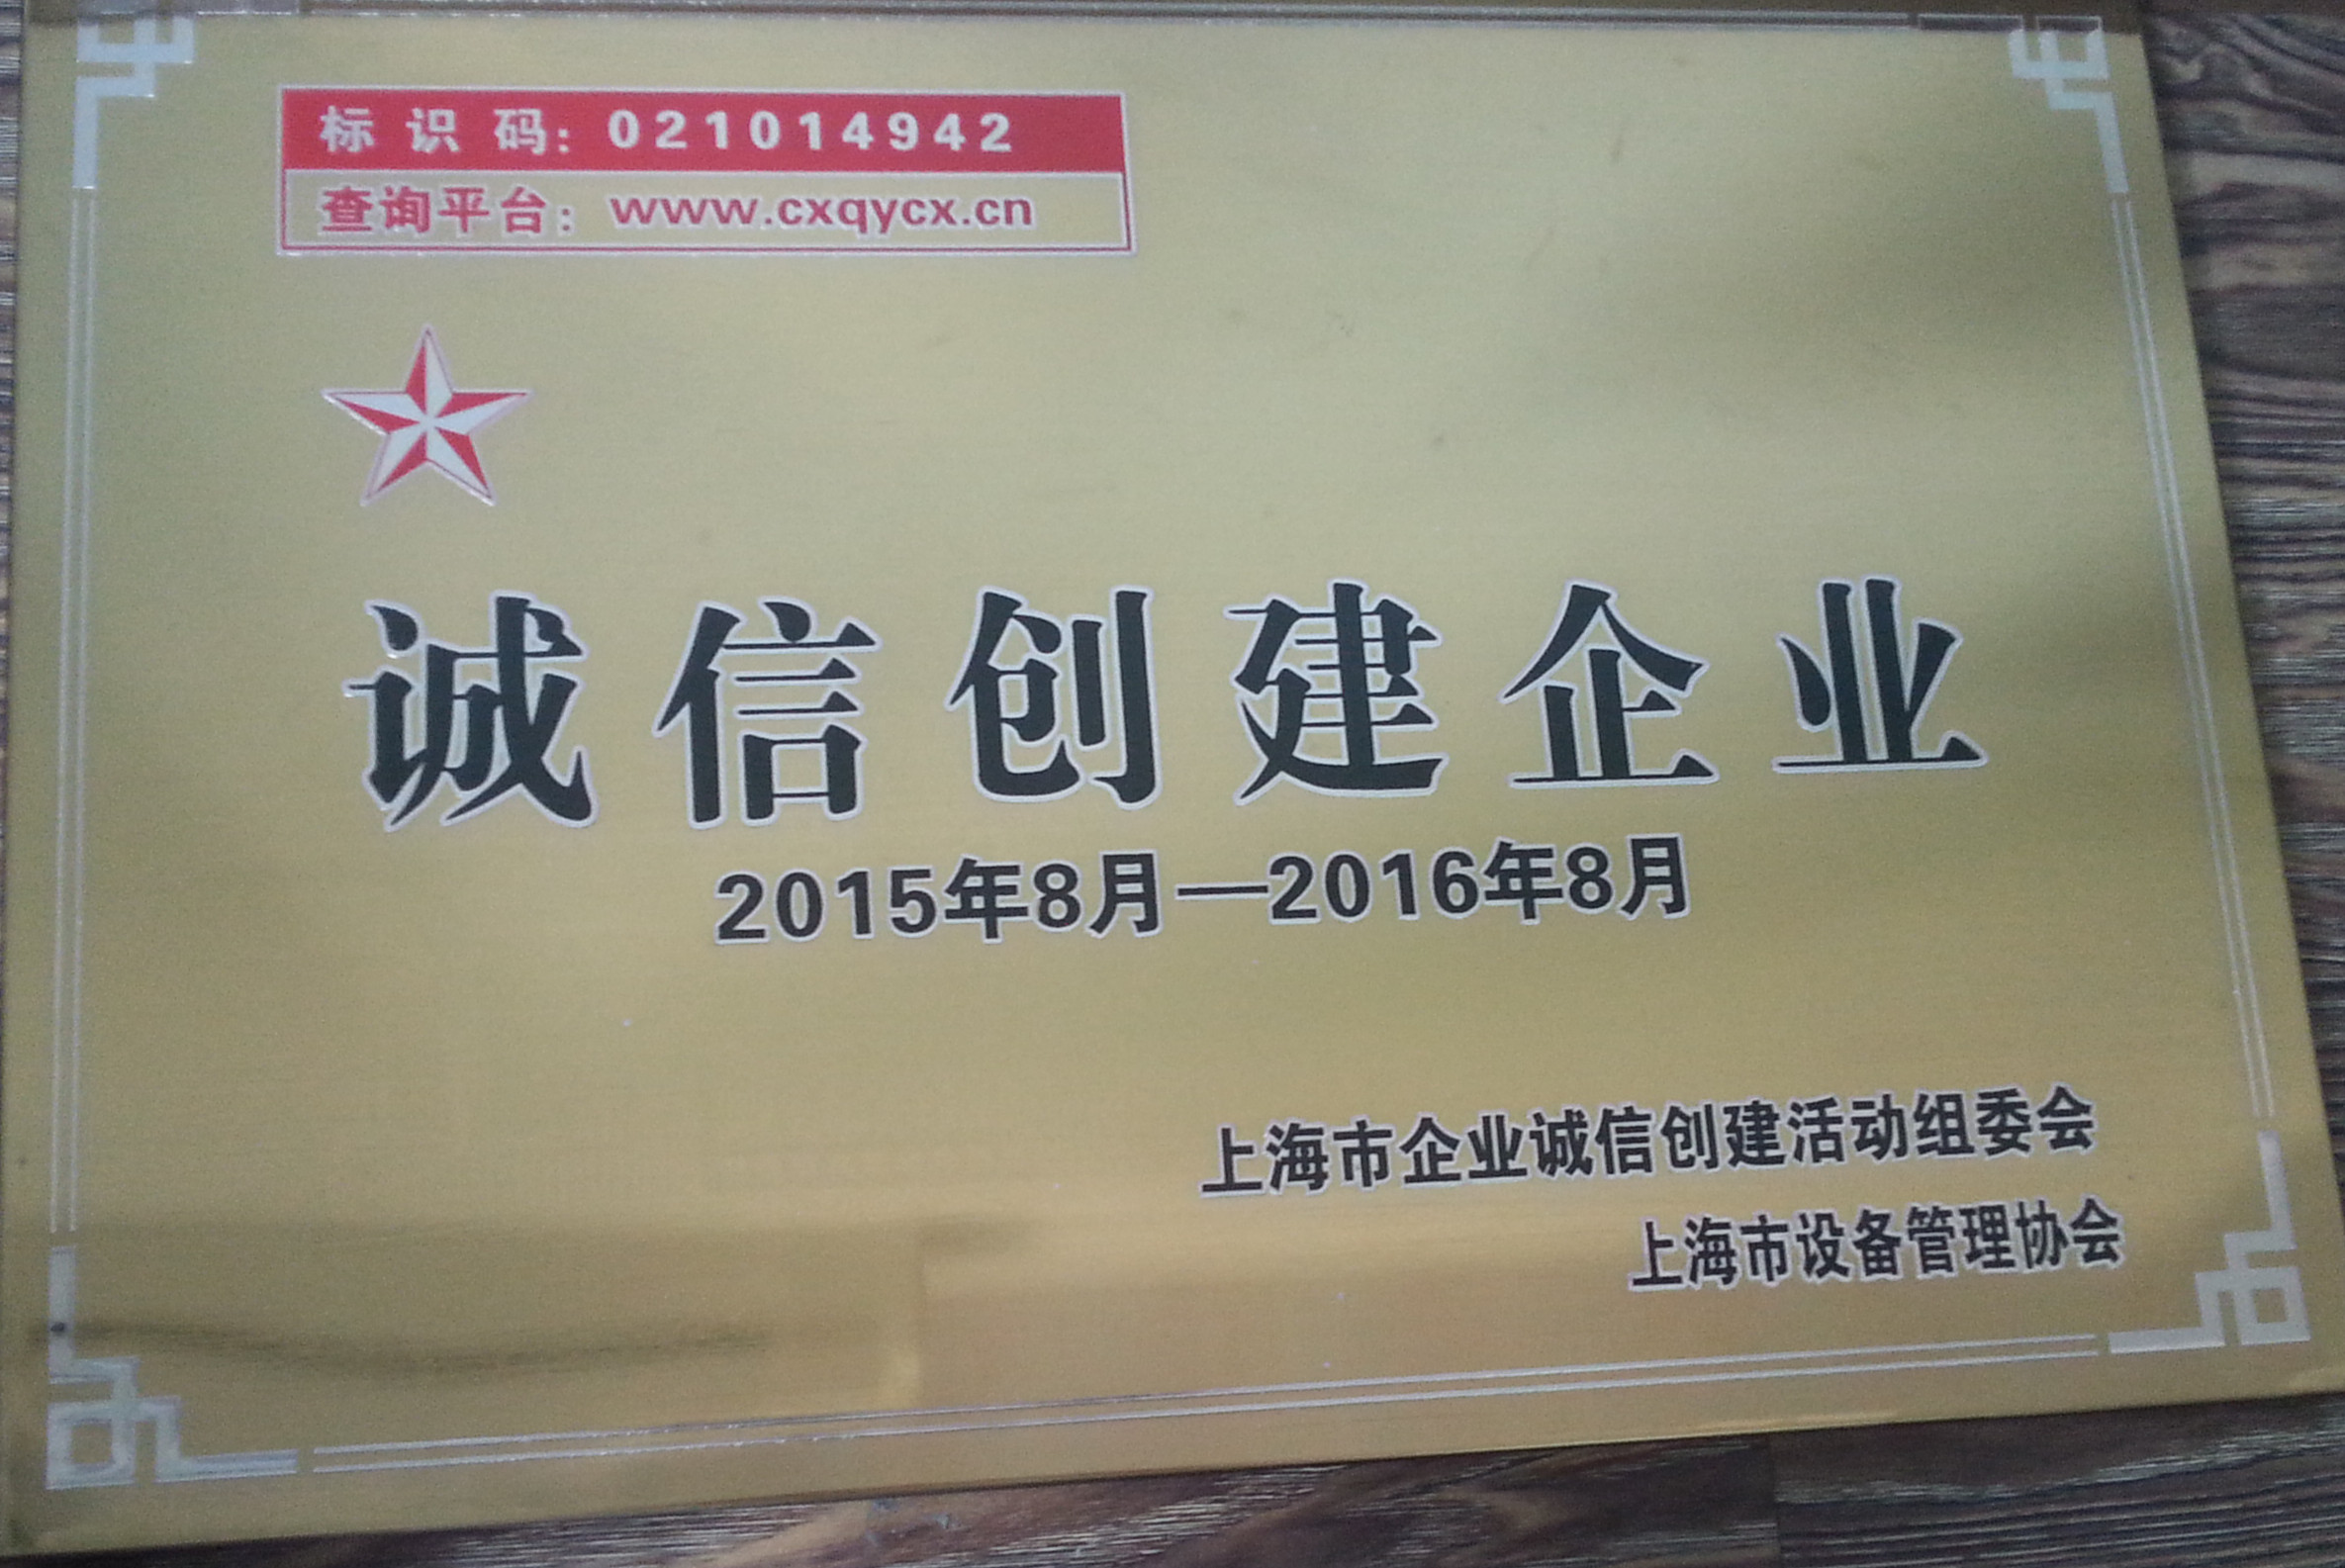 标识码：021014942
查询平台：www.cxqycx.cn
诚信创建企业
2015年8月—2016年8月
上海市企业诚信创建活动组委会
上海市设备管理协会